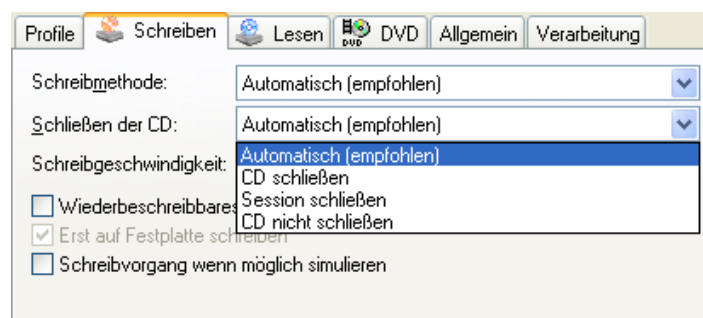 Profile Schreiben Lesen DVD DVD Allgemein Verarbeitung
Schreibmethode: Automatisch (empfohlen)
Schließen der CD: Automatisch (empfohlen)
Schreibgeschwindigkeit: Automatisch (empfohlen)
CD schließen
Session schließen
Wiederbeschreibbares
CD nicht schließen
Erst auf Festplatte schreiben
Schreibvorgang wenn möglich simulieren